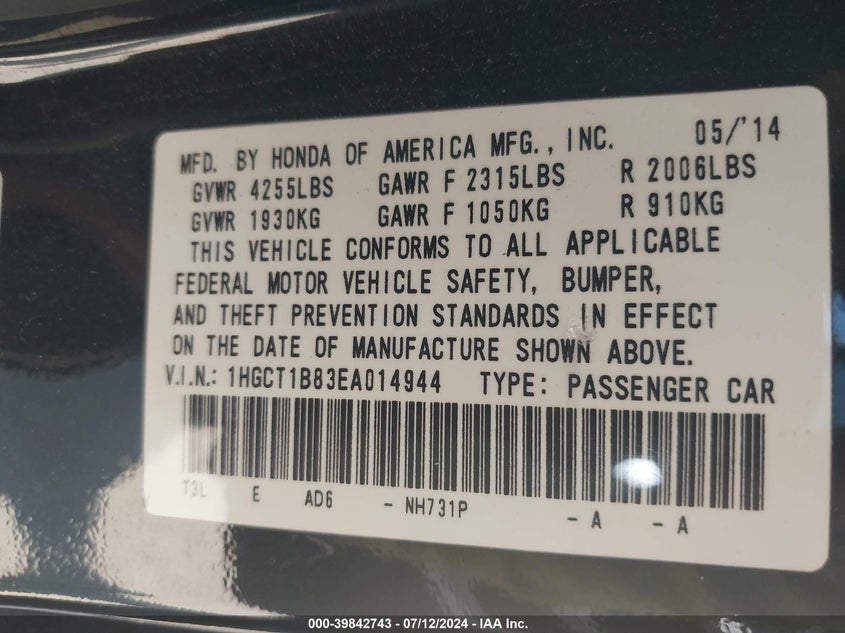 MFD. BY HONDA OF AMERICA MFG., INC. 05/'14
GVWR 4255LBS GAWR F 2315LBS R 2006LBS
GVWR 1930KG GAWR F 1050KG R 910KG
THIS VEHICLE CONFORMS TO ALL APPLICABLE
FEDERAL MOTOR VEHICLE SAFETY, BUMPER,
AND THEFT PREVENTION STANDARDS IN EFFECT
ON THE DATE OF MANUFACTURE SHOWN ABOVE.
V.I.N.: 1HGCT1B83EA014944 TYPE: PASSENGER CAR
T3L E AD6 - NH731P - A - A
000-39842743 - 07/12/2024 - IAA Inc.